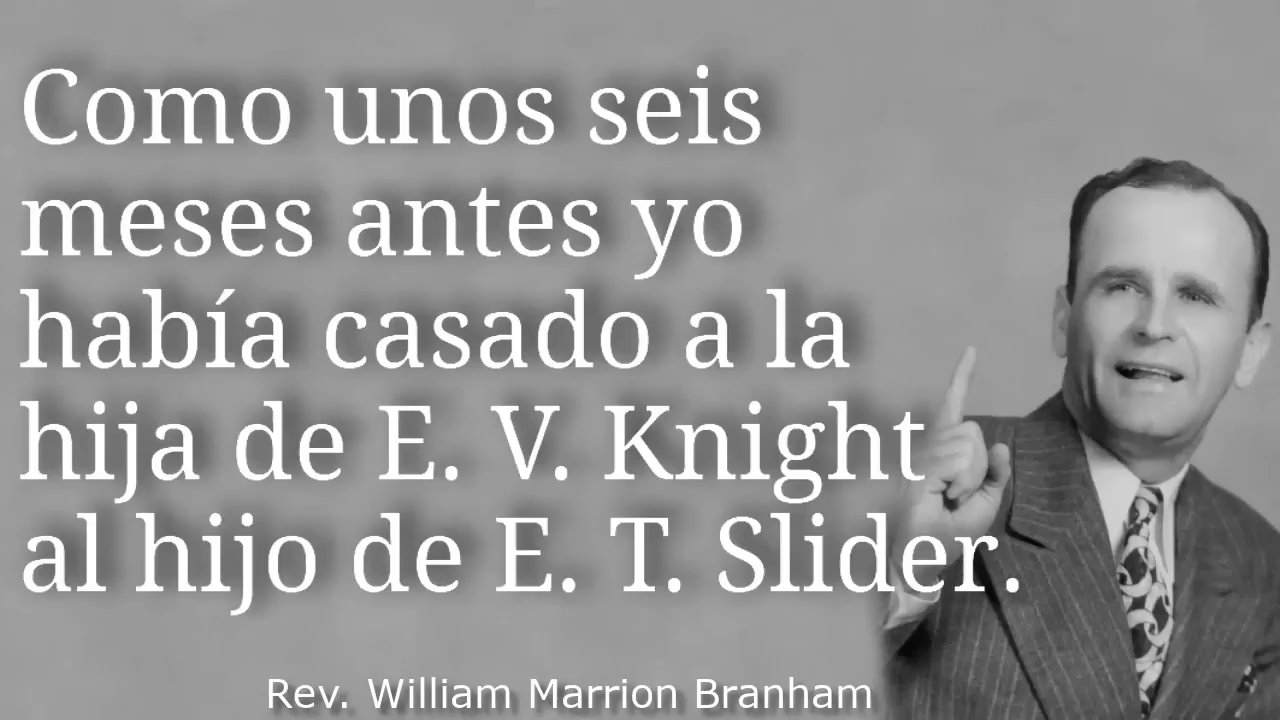 Como unos seis
meses antes yo
había casado a la
hija de E. V. Knight
al hijo de E. T. Slider.
Rev. William Marrion Branham